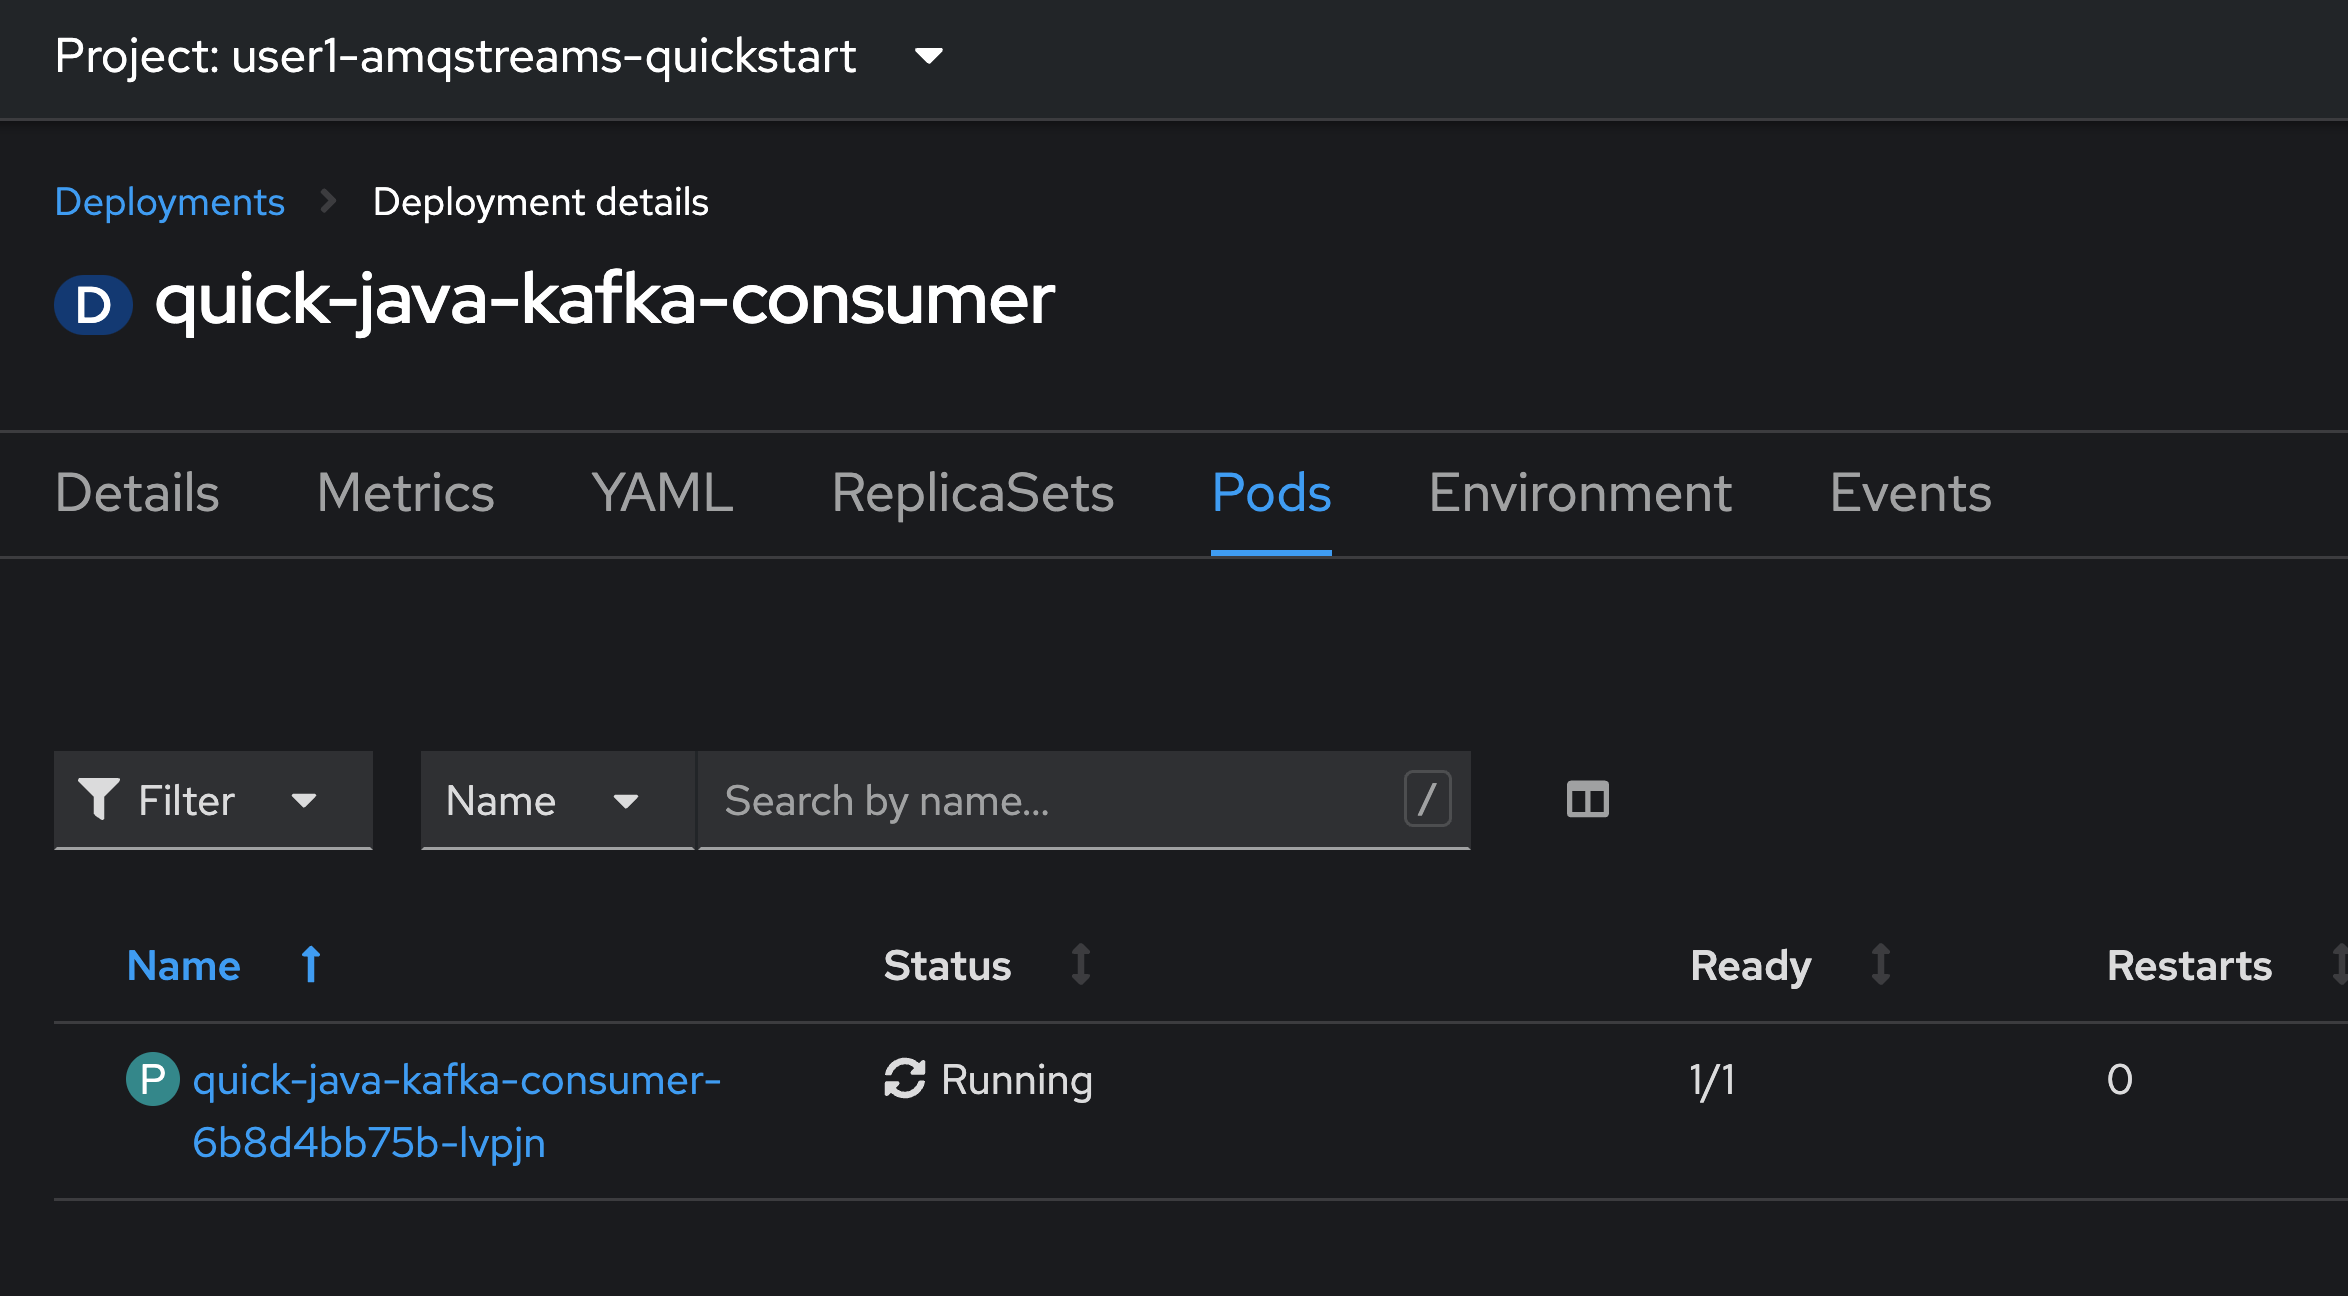 Project: user1-amqstreams-quickstart
Deployments Deployment details
D quick-java-kafka-consumer
Details Metrics YAML ReplicaSets Pods Environment Events
Filter Name Search by name... /
Name Status Ready Restarts
P quick-java-kafka-consumer- Running 1/1 0
6b8d4bb75b-lvpjn